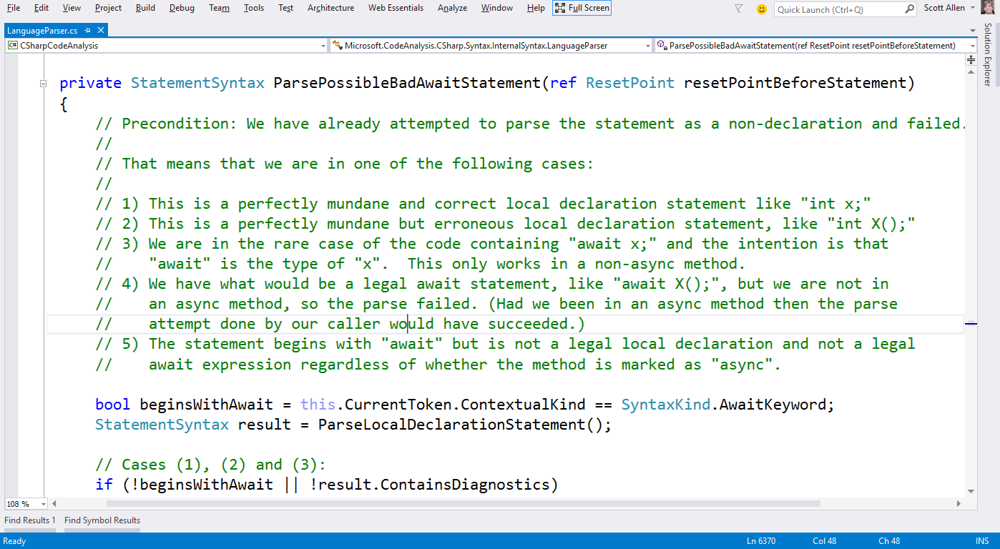 File Edit View Project Build Debug Team Tools Test Architecture Web Essentials Analyze Window Help Full Screen Quick Launch (Ctrl+Q) Scott Allen
LanguageParser.cs
C# CSharpCodeAnalysis Microsoft.CodeAnalysis.CSharp.Syntax.InternalSyntax.LanguageParser ParsePossibleBadAwaitStatement(ref ResetPoint resetPointBeforeStatement)
Solution Explorer
private StatementSyntax ParsePossibleBadAwaitStatement(ref ResetPoint resetPointBeforeStatement)
{
// Precondition: We have already attempted to parse the statement as a non-declaration and failed.
//
// That means that we are in one of the following cases:
//
// 1) This is a perfectly mundane and correct local declaration statement like "int x;"
// 2) This is a perfectly mundane but erroneous local declaration statement, like "int X();"
// 3) We are in the rare case of the code containing "await x;" and the intention is that
//    "await" is the type of "x".  This only works in a non-async method.
// 4) We have what would be a legal await statement, like "await X();", but we are not in
//    an async method, so the parse failed. (Had we been in an async method then the parse
//    attempt done by our caller would have succeeded.)
// 5) The statement begins with "await" but is not a legal local declaration and not a legal
//    await expression regardless of whether the method is marked as "async".
bool beginsWithAwait = this.CurrentToken.ContextualKind == SyntaxKind.AwaitKeyword;
StatementSyntax result = ParseLocalDeclarationStatement();
// Cases (1), (2) and (3):
if (!beginsWithAwait || !result.ContainsDiagnostics)
108 %
Find Results 1 Find Symbol Results
Ready Ln 6370 Col 48 Ch 48 INS